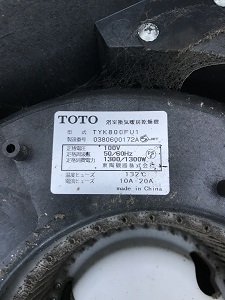 TOTO 浴室換気暖房乾燥機
型 式 TYK800FU1
製造番号 0380600172A
定格電圧 100V
定格周波数 50/60Hz
定格消費電力 1300/1300W
東陶機器株式会社
温度ヒューズ 132℃
電流ヒューズ 10A 20A
made in China